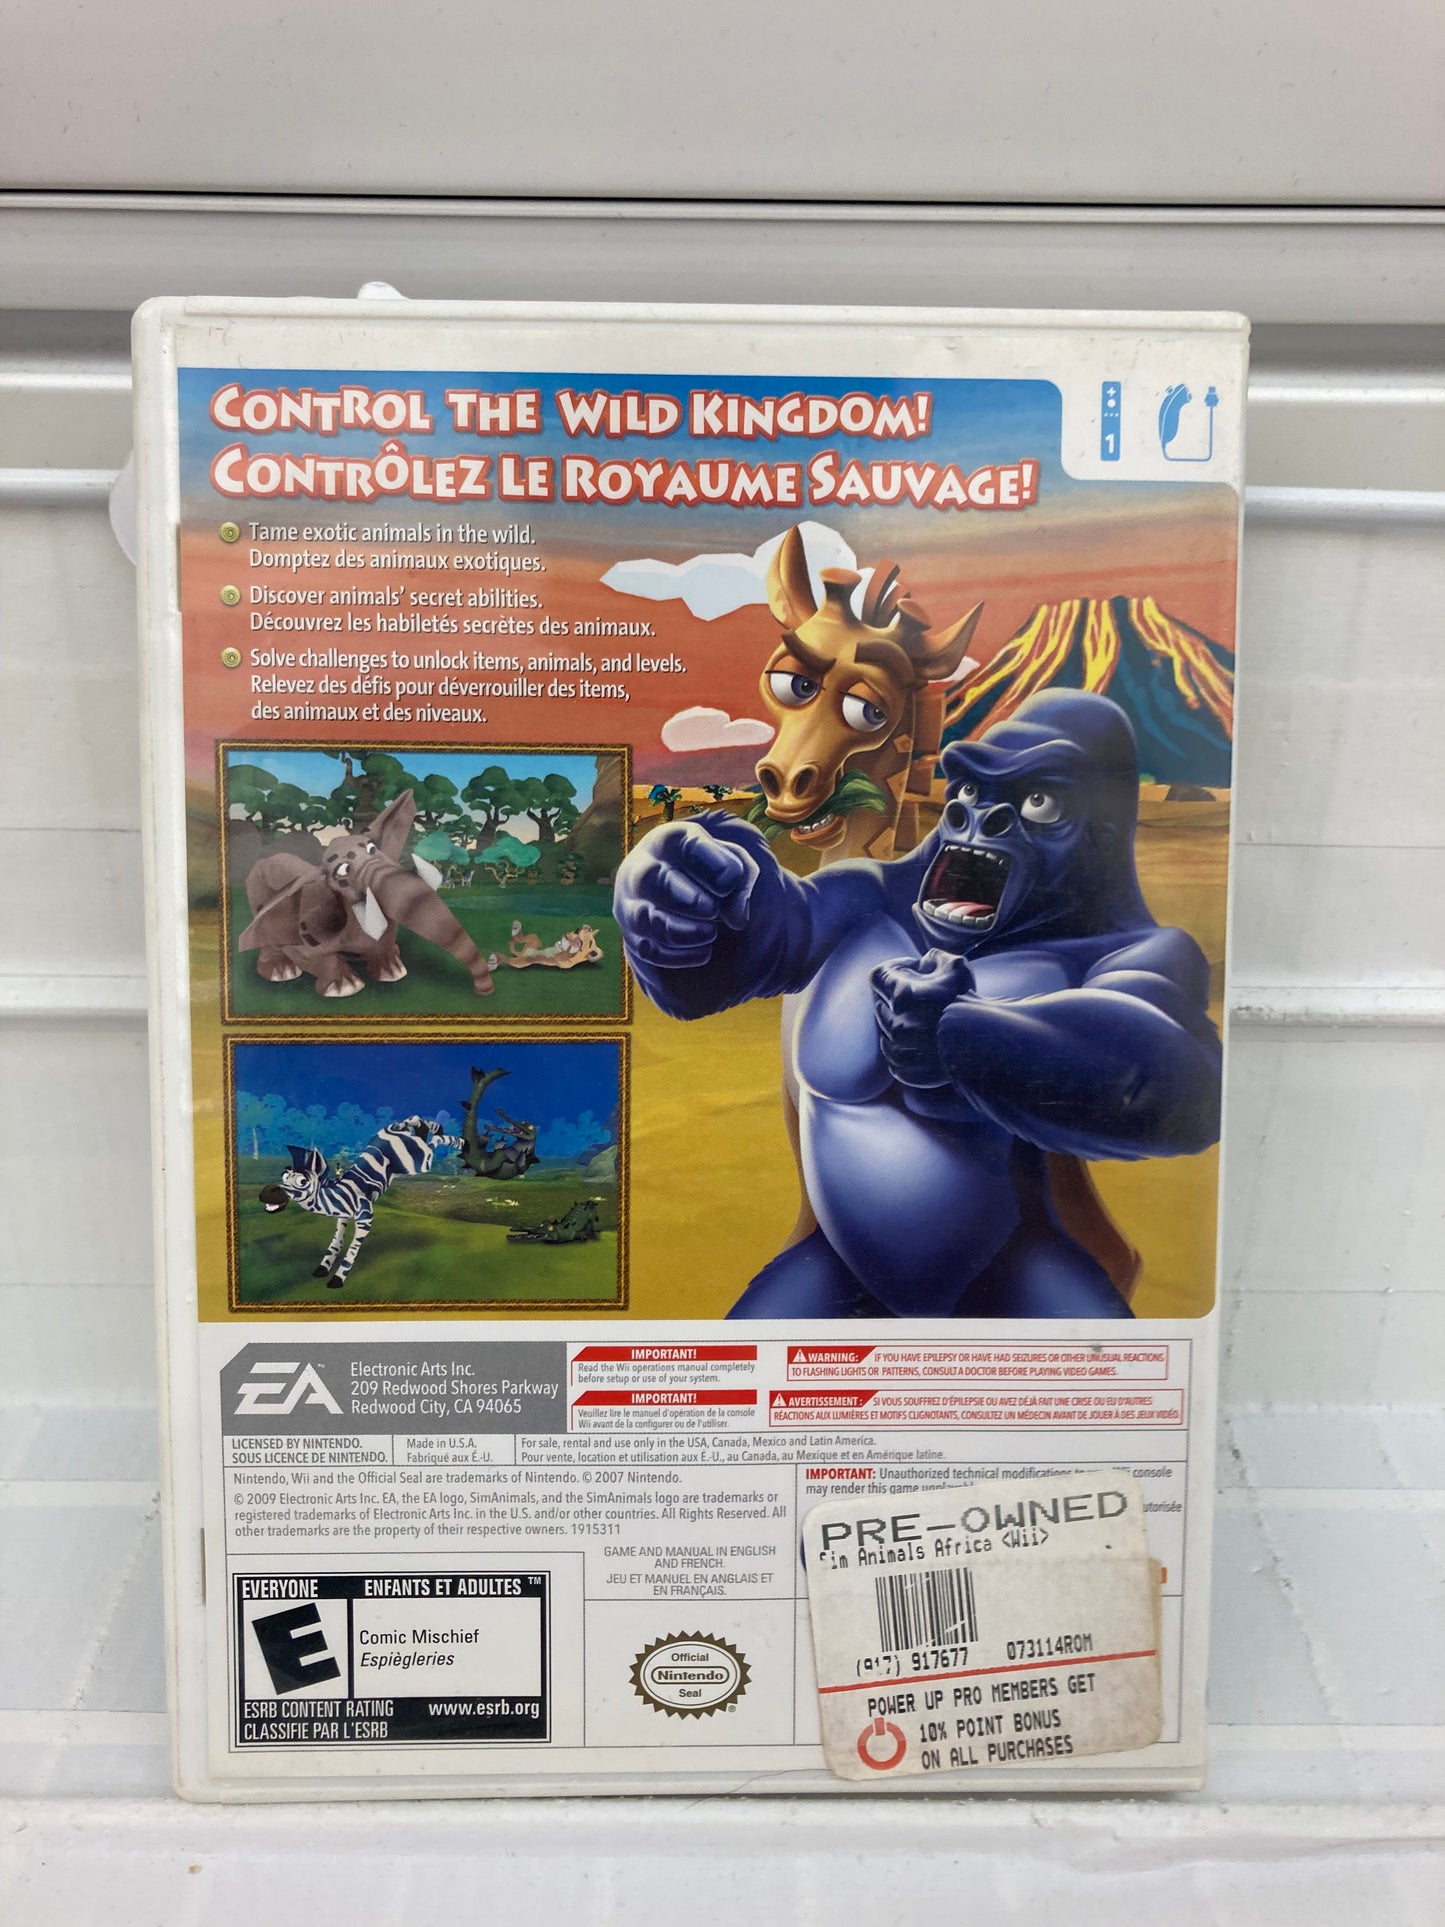 CONTROL THE WILD KINGDOM!
CONTRÔLEZ LE ROYAUME SAUVAGE!
1
Tame exotic animals in the wild.
Domptez des animaux exotiques.
Discover animals' secret abilities.
Découvrez les habiletés secrètes des animaux.
Solve challenges to unlock items, animals, and levels.
Relevez des défis pour déverrouiller des items,
des animaux et des niveaux.
EA™
Electronic Arts Inc.
209 Redwood Shores Parkway
Redwood City, CA 94065
IMPORTANT!
Read the Wii operations manual completely
before setup or use of your system.
IMPORTANT!
Veuillez lire le manuel d'opération de la console
Wii avant de la configurer ou de l'utiliser.
WARNING: IF YOU HAVE EPILEPSY OR HAVE HAD SEIZURES OR OTHER UNUSUAL REACTIONS
TO FLASHING LIGHTS OR PATTERNS, CONSULT A DOCTOR BEFORE PLAYING VIDEO GAMES.
AVERTISSEMENT: SI VOUS SOUFFREZ D'ÉPILEPSIE OU AVEZ DÉJÀ FAIT UNE CRISE OU EU D'AUTRES
RÉACTIONS AUX LUMIÈRES ET MOTIFS CLIGNOTANTS, CONSULTEZ UN MÉDECIN AVANT DE JOUER À DES JEUX VIDÉO.
LICENSED BY NINTENDO.
SOUS LICENCE DE NINTENDO.
Made in U.S.A.
Fabriqué aux É.-U.
For sale, rental and use only in the USA, Canada, Mexico and Latin America.
Pour vente, location et utilisation aux É.-U., au Canada, au Mexique et en Amérique latine.
Nintendo, Wii and the Official Seal are trademarks of Nintendo. © 2007 Nintendo.
© 2009 Electronic Arts Inc. EA, the EA logo, SimAnimals, and the SimAnimals logo are trademarks or
registered trademarks of Electronic Arts Inc. in the U.S. and/or other countries. All Rights Reserved. All
other trademarks are the property of their respective owners. 1915311
IMPORTANT: Unauthorized technical modifications console
may render this game
utorisée
GAME AND MANUAL IN ENGLISH
AND FRENCH.
JEU ET MANUEL EN ANGLAIS ET
EN FRANÇAIS.
EVERYONE ENFANTS ET ADULTES ™
E
Comic Mischief
Espiègleries
ESRB CONTENT RATING www.esrb.org
CLASSIFIÉ PAR L'ESRB
Official
Nintendo
Seal
®
PRE-OWNED
Sim Animals Africa <Wii>
(917) 917677 073114ROM
POWER UP PRO MEMBERS GET
10% POINT BONUS
ON ALL PURCHASES